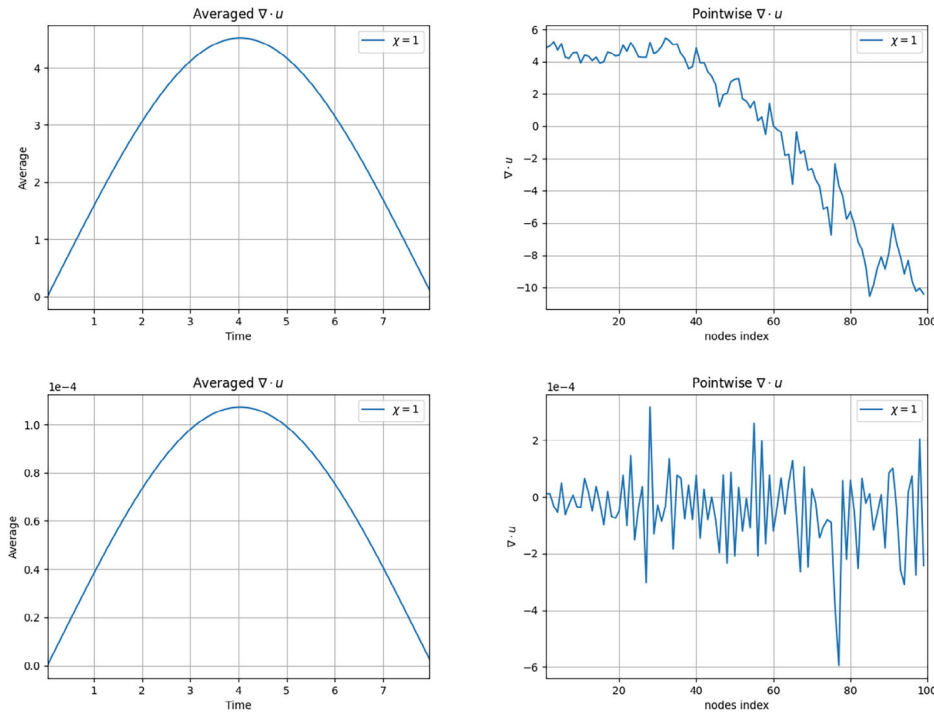 Averaged ∇ · u
χ = 1
4
3
2
1
0
Average
1 2 3 4 5 6 7
Time
Pointwise ∇ · u
χ = 1
6
4
2
0
−2
−4
−6
−8
−10
∇ · u
20 40 60 80 100
nodes index
Averaged ∇ · u
1e−4
χ = 1
1.0
0.8
0.6
0.4
0.2
0.0
Average
1 2 3 4 5 6 7
Time
Pointwise ∇ · u
1e−4
χ = 1
2
0
−2
−4
−6
∇ · u
20 40 60 80 100
nodes index